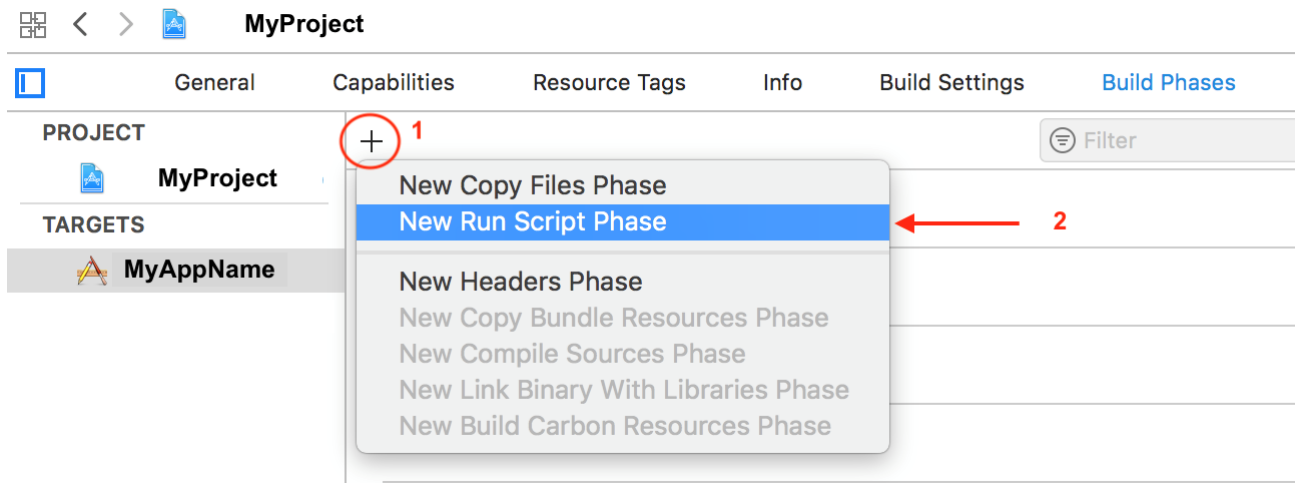 MyProject
General Capabilities Resource Tags Info Build Settings Build Phases
PROJECT
1
Filter
MyProject
New Copy Files Phase
TARGETS
New Run Script Phase
2
MyAppName
New Headers Phase
New Copy Bundle Resources Phase
New Compile Sources Phase
New Link Binary With Libraries Phase
New Build Carbon Resources Phase